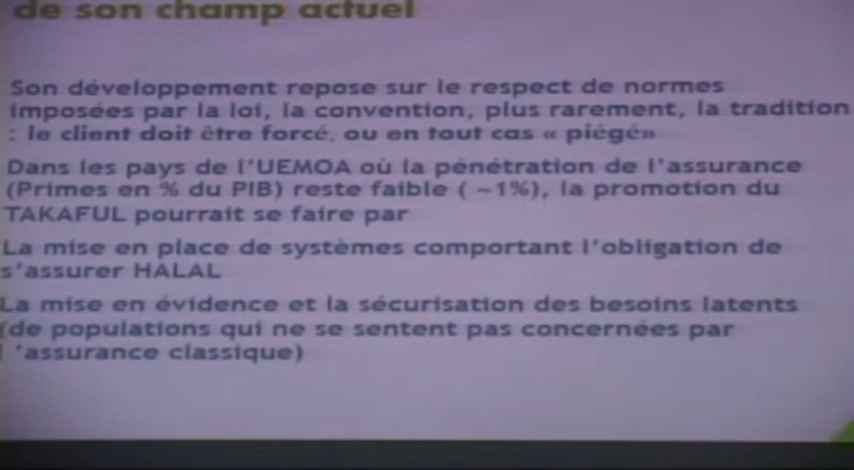 de son champ actuel
Son développement repose sur le respect de normes
imposées par la loi, la convention, plus rarement, la tradition
: le client doit être forcé, ou en tout cas « piégé»
Dans les pays de l'UEMOA où la pénétration de l'assurance
(Primes en % du PIB) reste faible ( ~1%), la promotion du
TAKAFUL pourrait se faire par
La mise en place de systèmes comportant l'obligation de
s'assurer HALAL
La mise en évidence et la sécurisation des besoins latents
(de populations qui ne se sentent pas concernées par
l 'assurance classique)